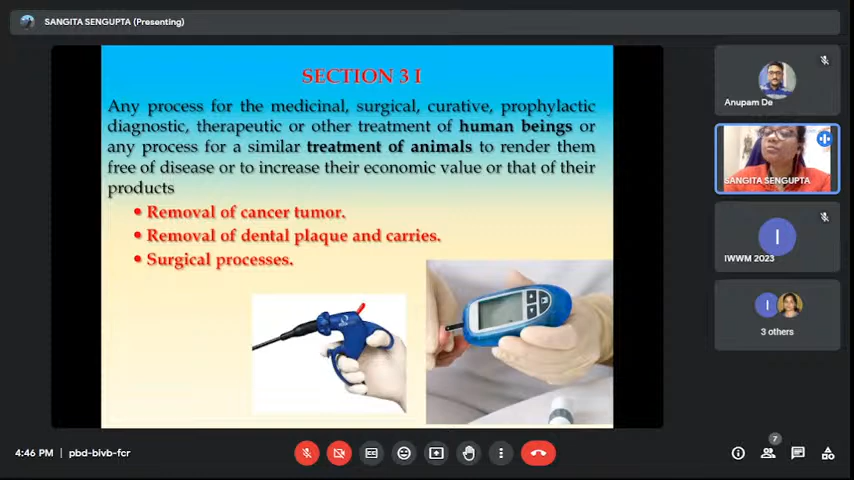 SANGITA SENGUPTA (Presenting)
SECTION 3 I
Any process for the medicinal, surgical, curative, prophylactic
diagnostic, therapeutic or other treatment of human beings or
any process for a similar treatment of animals to render them
free of disease or to increase their economic value or that of their
products
• Removal of cancer tumor.
• Removal of dental plaque and carries.
• Surgical processes.
Anupam De
SANGITA SENGUPTA
I
IWWM 2023
I
3 others
4:46 PM | pbd-bivb-fcr
7